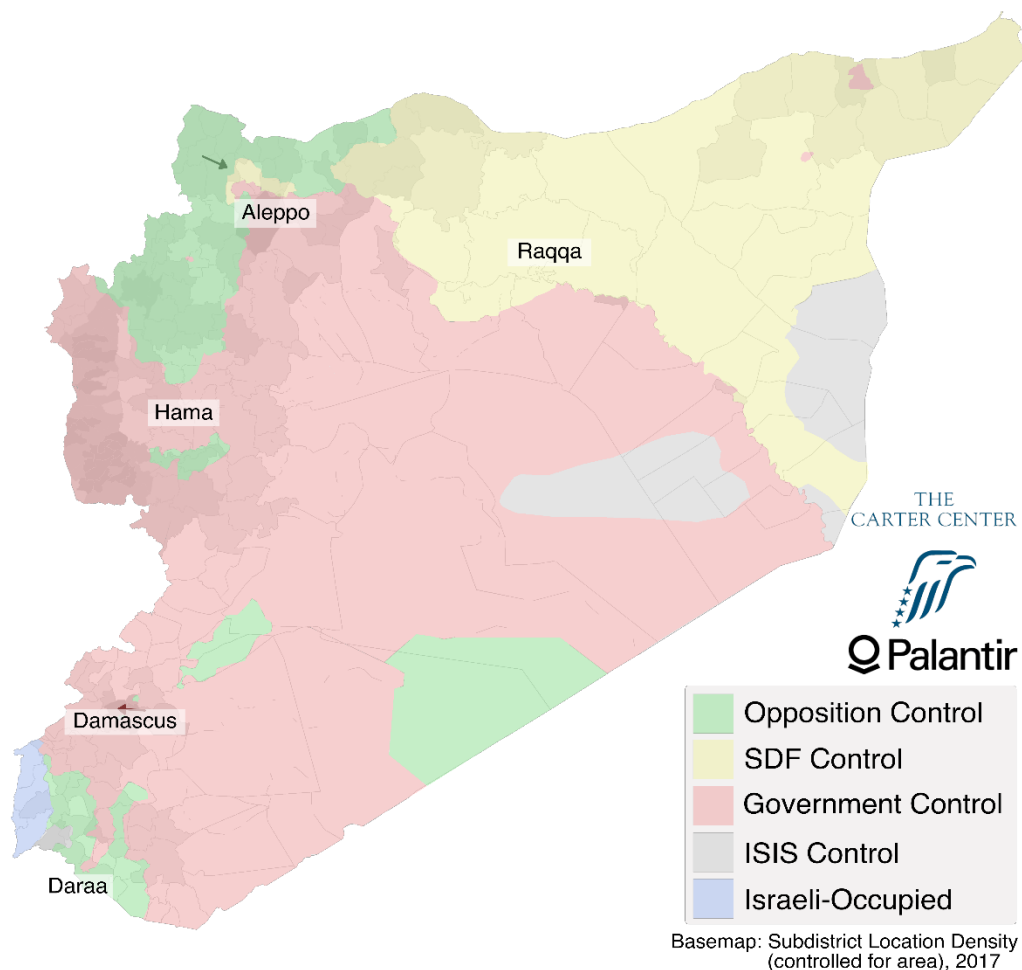 Aleppo
Raqqa
Hama
THE
CARTER CENTER
Palantir
Damascus
Daraa
Opposition Control
SDF Control
Government Control
ISIS Control
Israeli-Occupied
Basemap: Subdistrict Location Density
(controlled for area), 2017